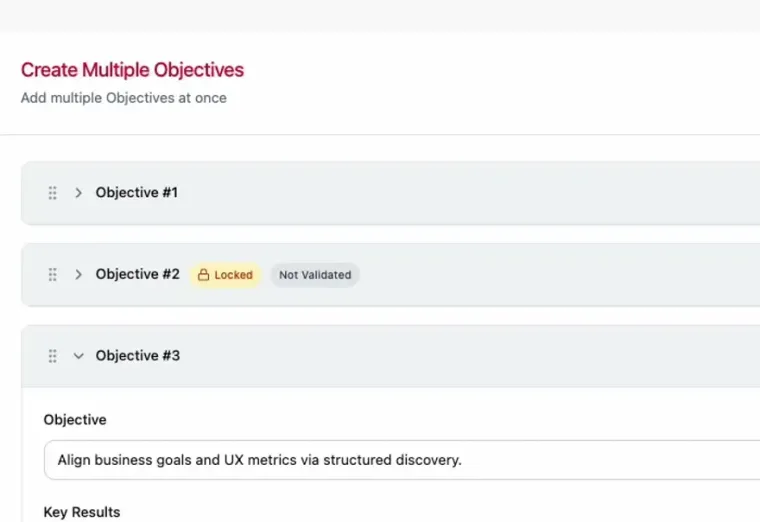 Create Multiple Objectives
Add multiple Objectives at once
Objective #1
Objective #2 Locked Not Validated
Objective #3
Objective
Align business goals and UX metrics via structured discovery.
Key Results